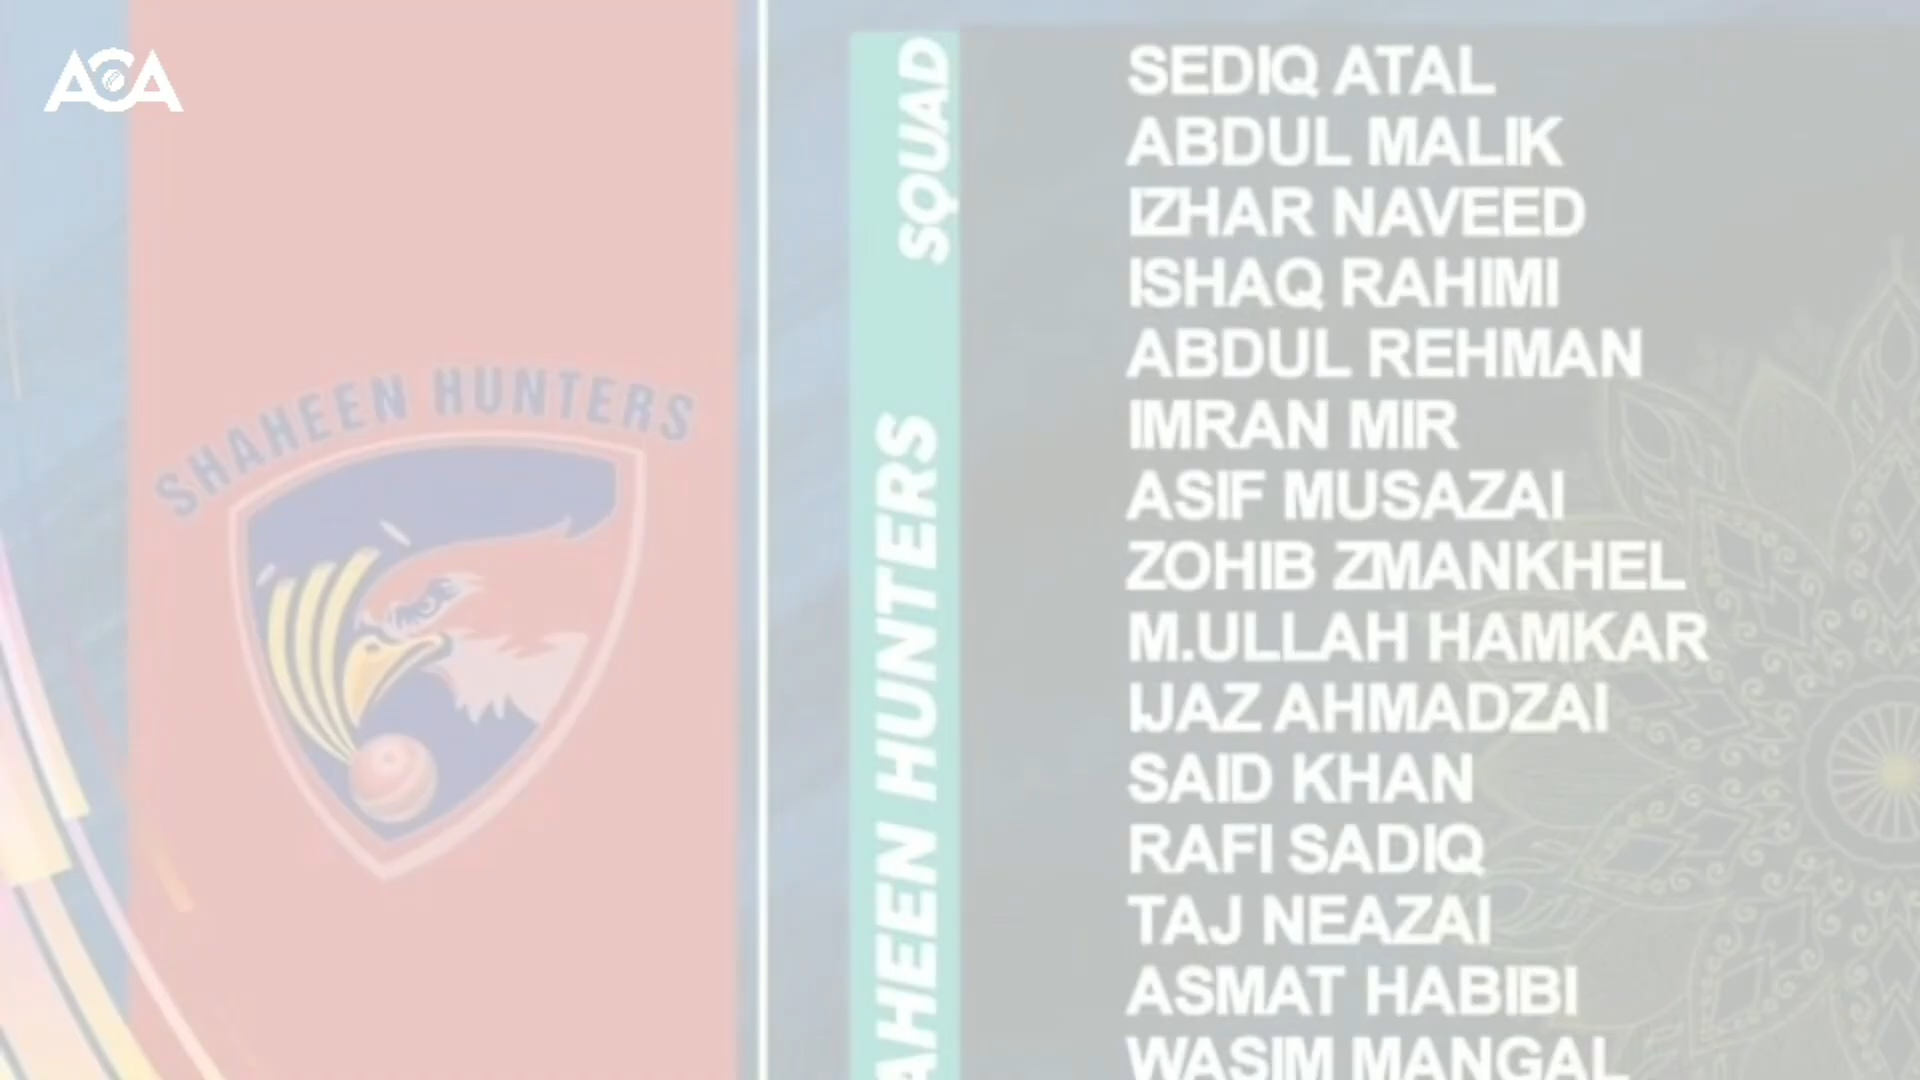 ACA
SHAHEEN HUNTERS
AHEEN HUNTERS SQUAD
SEDIQ ATAL
ABDUL MALIK
IZHAR NAVEED
ISHAQ RAHIMI
ABDUL REHMAN
IMRAN MIR
ASIF MUSAZAI
ZOHIB ZMANKHEL
M.ULLAH HAMKAR
IJAZ AHMADZAI
SAID KHAN
RAFI SADIQ
TAJ NEAZAI
ASMAT HABIBI
WASIM MANGAL